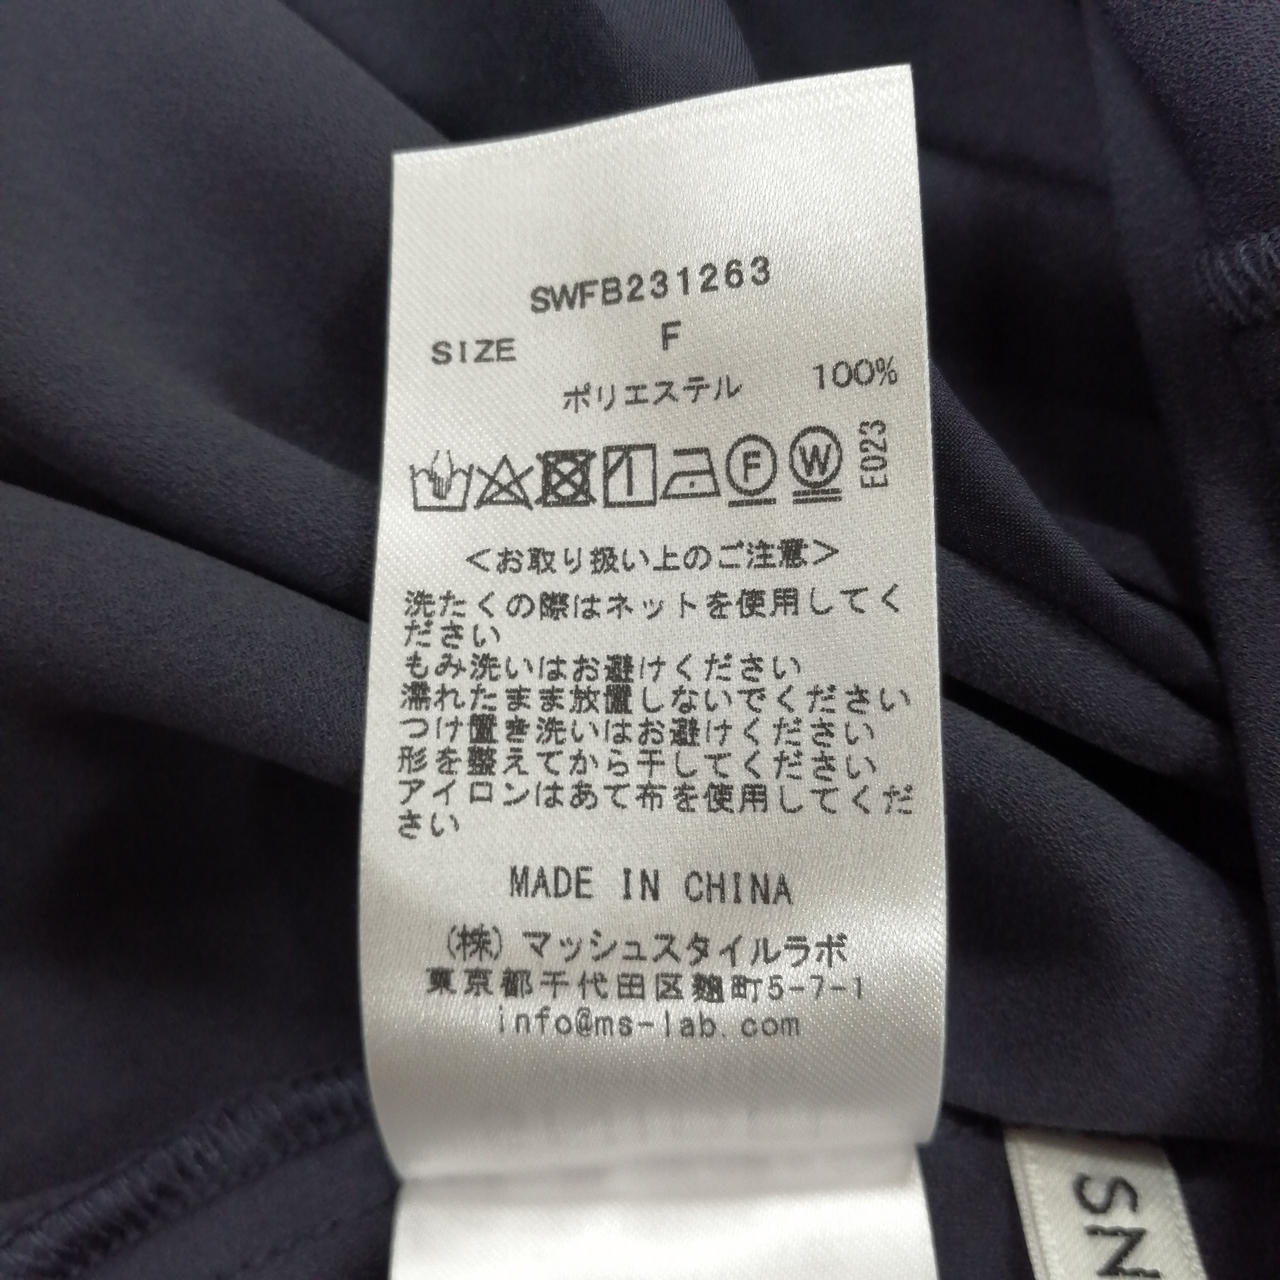 SWFB231263
SIZE F
ポリエステル 100%
F W E023
<お取り扱い上のご注意>
洗たくの際はネットを使用してく
ださい
もみ洗いはお避けください
濡れたまま放置しないでください
つけ置き洗いはお避けください
形を整えてから干してください
アイロンはあて布を使用してくだ
さい
MADE IN CHINA
(株)マッシュスタイルラボ
東京都千代田区麹町5-7-1
info@ms-lab.com
SN